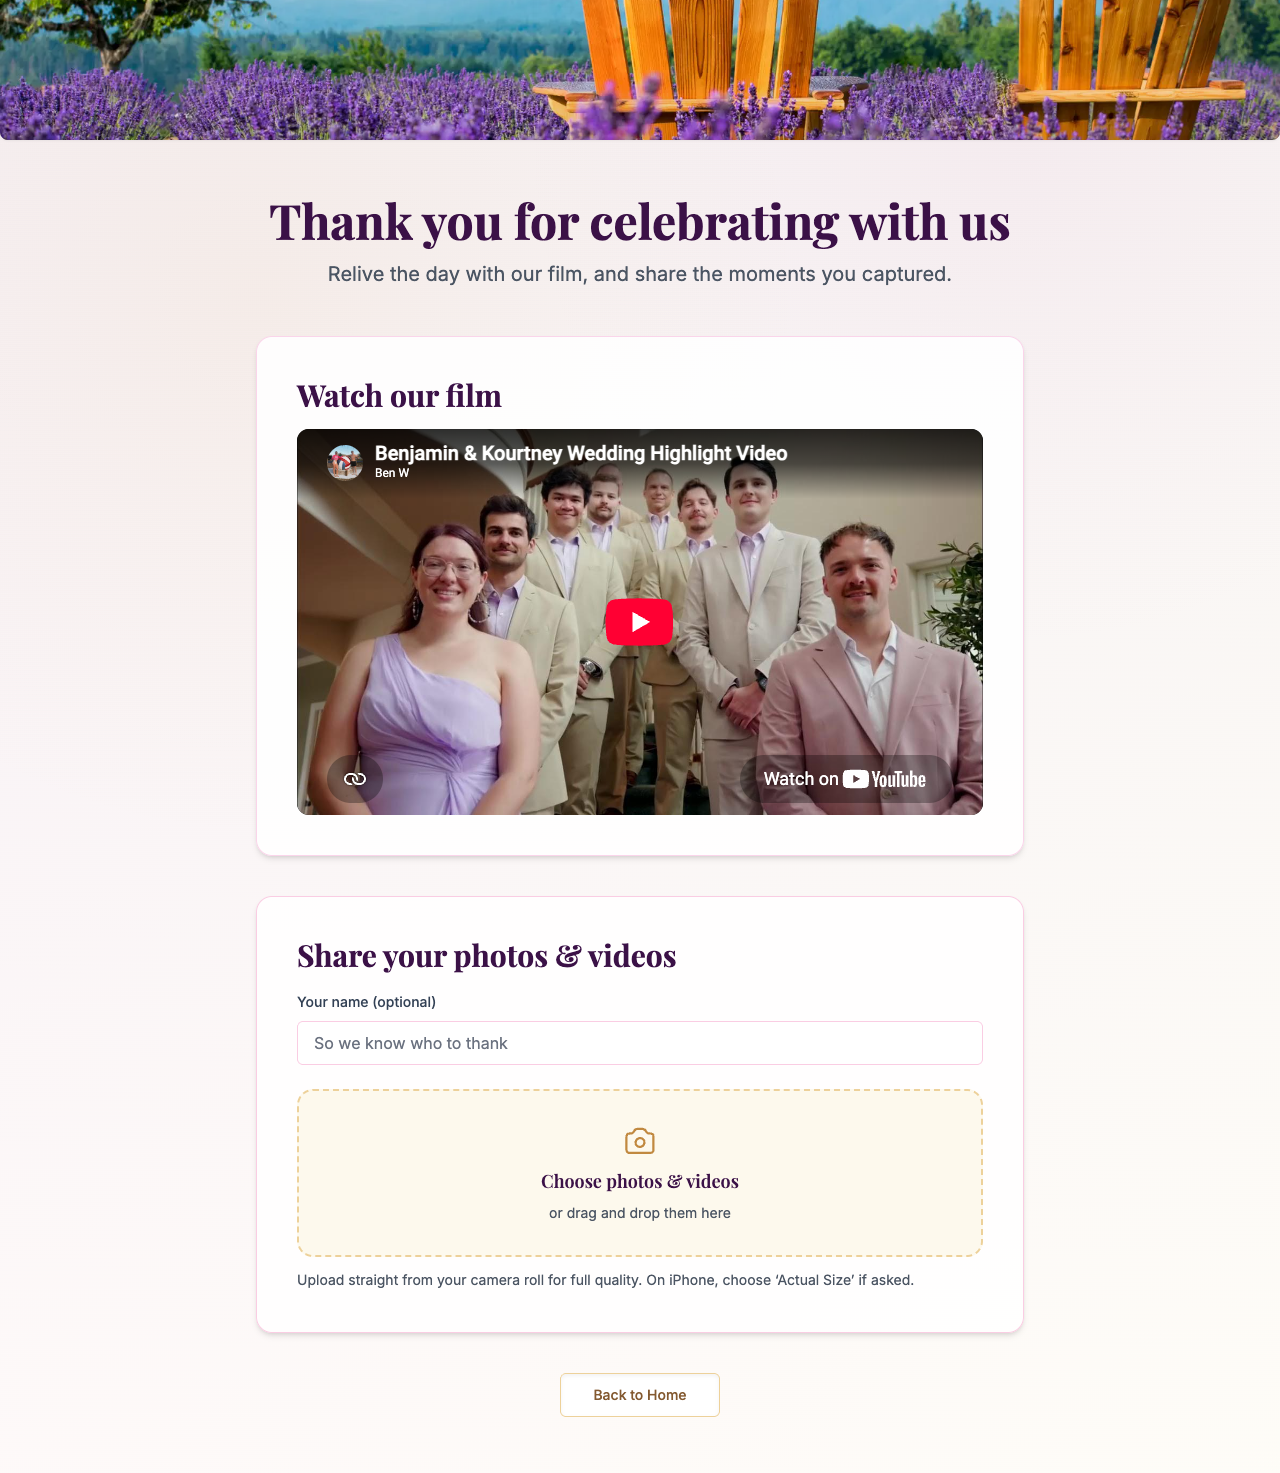 Thank you for celebrating with us
Relive the day with our film, and share the moments you captured.
Watch our film
Benjamin & Kourtney Wedding Highlight Video
Ben W
Watch on YouTube
Share your photos & videos
Your name (optional)
So we know who to thank
Choose photos & videos
or drag and drop them here
Upload straight from your camera roll for full quality. On iPhone, choose ‘Actual Size’ if asked.
Back to Home